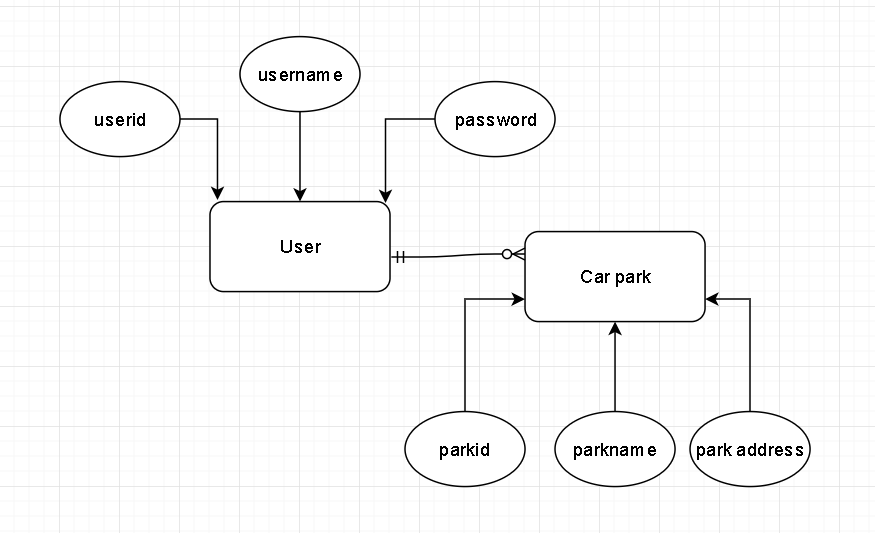 username
userid
password
User
Car park
parkid
parkname
park address